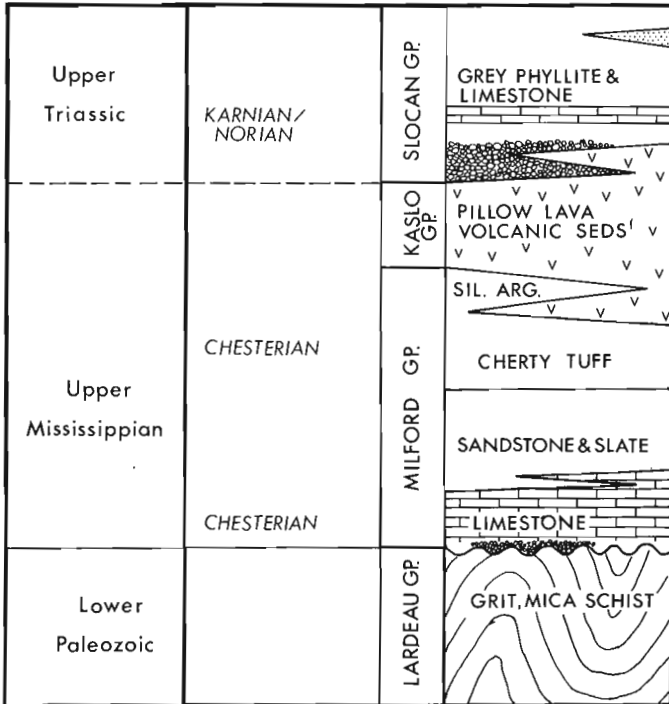 Upper
Triassic
KARNIAN/
NORIAN
SLOCAN GP.
GREY PHYLLITE &
LIMESTONE
KASLO
GP.
PILLOW LAVA
VOLCANIC SEDS
Upper
Mississippian
CHESTERIAN
CHESTERIAN
MILFORD GP.
SIL. ARG.
CHERTY TUFF
SANDSTONE & SLATE
LIMESTONE
Lower
Paleozoic
LARDEAU GP.
GRIT, MICA SCHIST